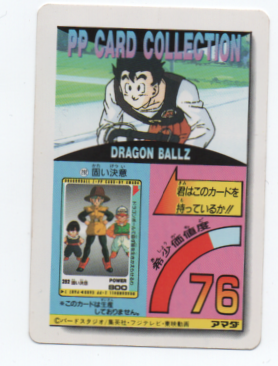 PP CARD COLLECTION
DRAGON BALLZ
固い決意
君はこのカードを
持っているか!!
POWER
800
希少価値度
76
*このカードは生産
しておりません。
©バードスタジオ/集英社・フジテレビ・東映動画
アマダ